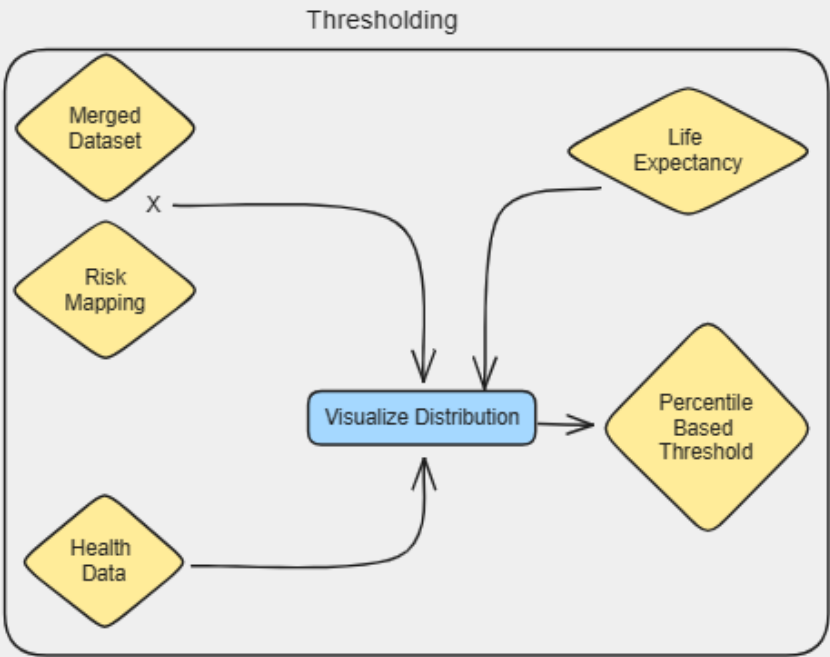 Thresholding
Merged
Dataset
Life
Expectancy
X
Risk
Mapping
Visualize Distribution
Percentile
Based
Threshold
Health
Data